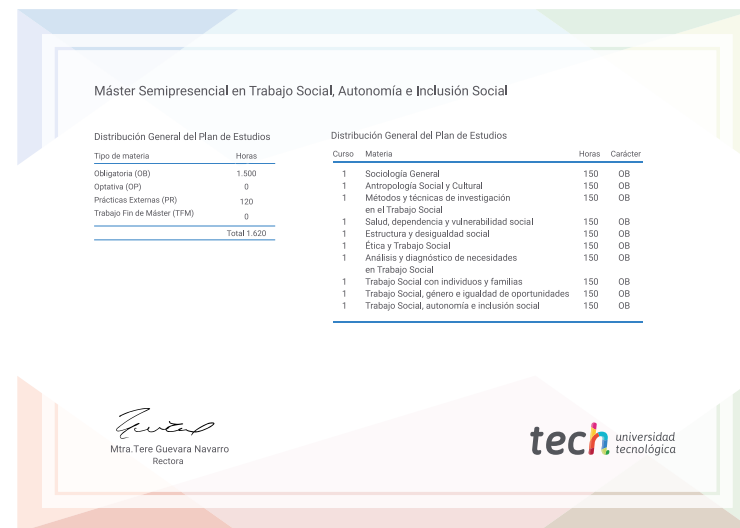 Máster Semipresencial en Trabajo Social, Autonomía e Inclusión Social
Distribución General del Plan de Estudios
Tipo de materia Horas
Obligatoria (OB) 1.500
Optativa (OP) 0
Prácticas Externas (PR) 120
Trabajo Fin de Máster (TFM) 0
Total 1.620
Distribución General del Plan de Estudios
Curso Materia Horas Carácter
1 Sociología General 150 OB
1 Antropología Social y Cultural 150 OB
1 Métodos y técnicas de investigación 150 OB
en el Trabajo Social
1 Salud, dependencia y vulnerabilidad social 150 OB
1 Estructura y desigualdad social 150 OB
1 Ética y Trabajo Social 150 OB
1 Análisis y diagnóstico de necesidades 150 OB
en Trabajo Social
1 Trabajo Social con individuos y familias 150 OB
1 Trabajo Social, género e igualdad de oportunidades 150 OB
1 Trabajo Social, autonomía e inclusión social 150 OB
Mtra.Tere Guevara Navarro
Rectora
tech universidad
tecnológica